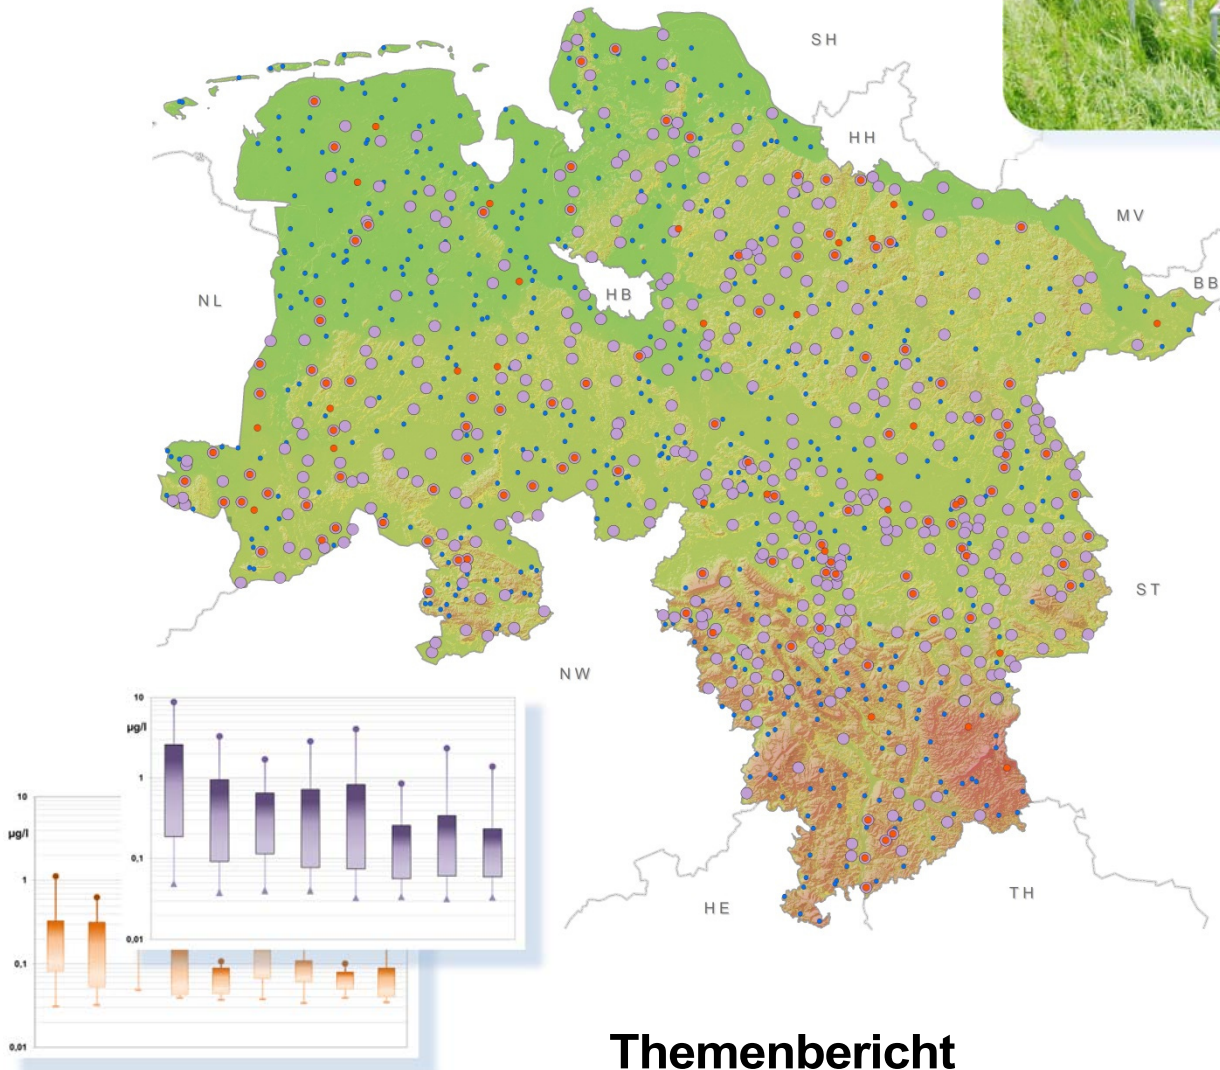 SH
HH
MV
BB
NL
HB
ST
NW
HE
TH
10
µg/l
1
0,1
0,01
10
µg/l
1
0,1
0,01
Themenbericht